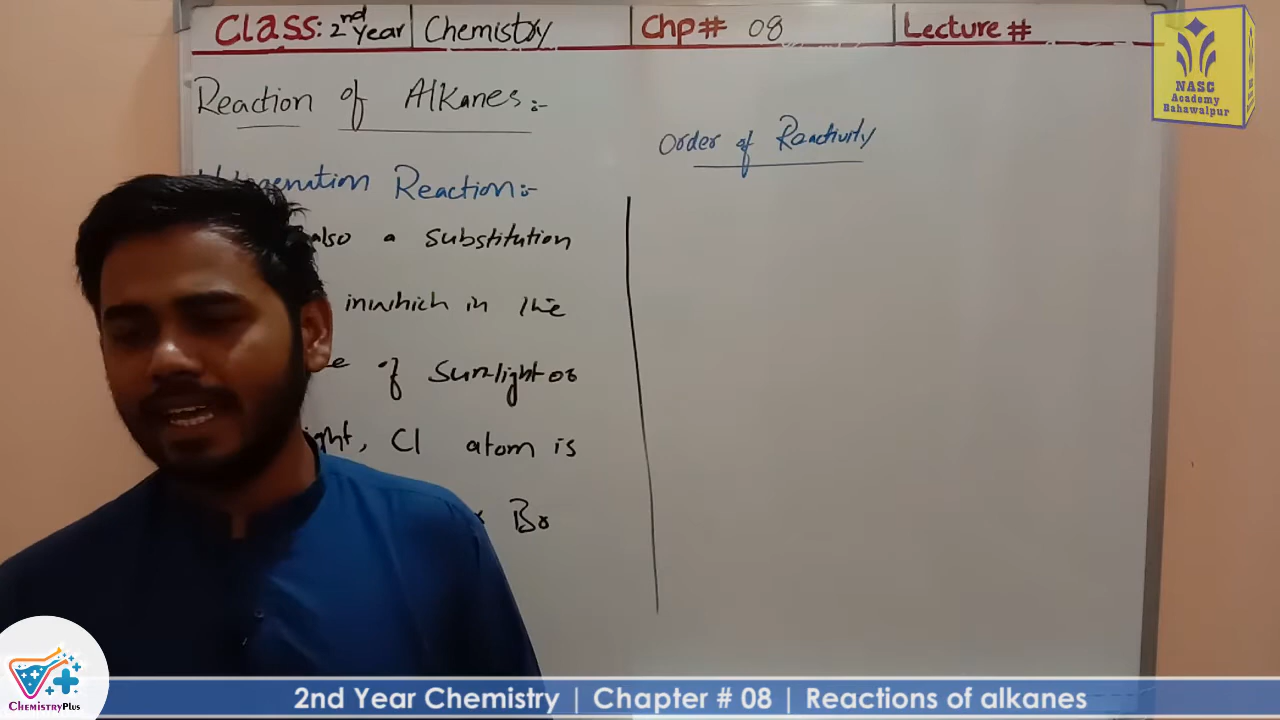 Class: 2nd Year | Chemistry | Chp# 08 | Lecture #
NASC
Academy
Bahawalpur
Reaction of Alkanes:-
Order of Reactivity
Reaction:-
also a substitution
inwhich in the
of Sunlight or
Cl atom is
Br
ChemistryPlus
2nd Year Chemistry | Chapter # 08 | Reactions of alkanes